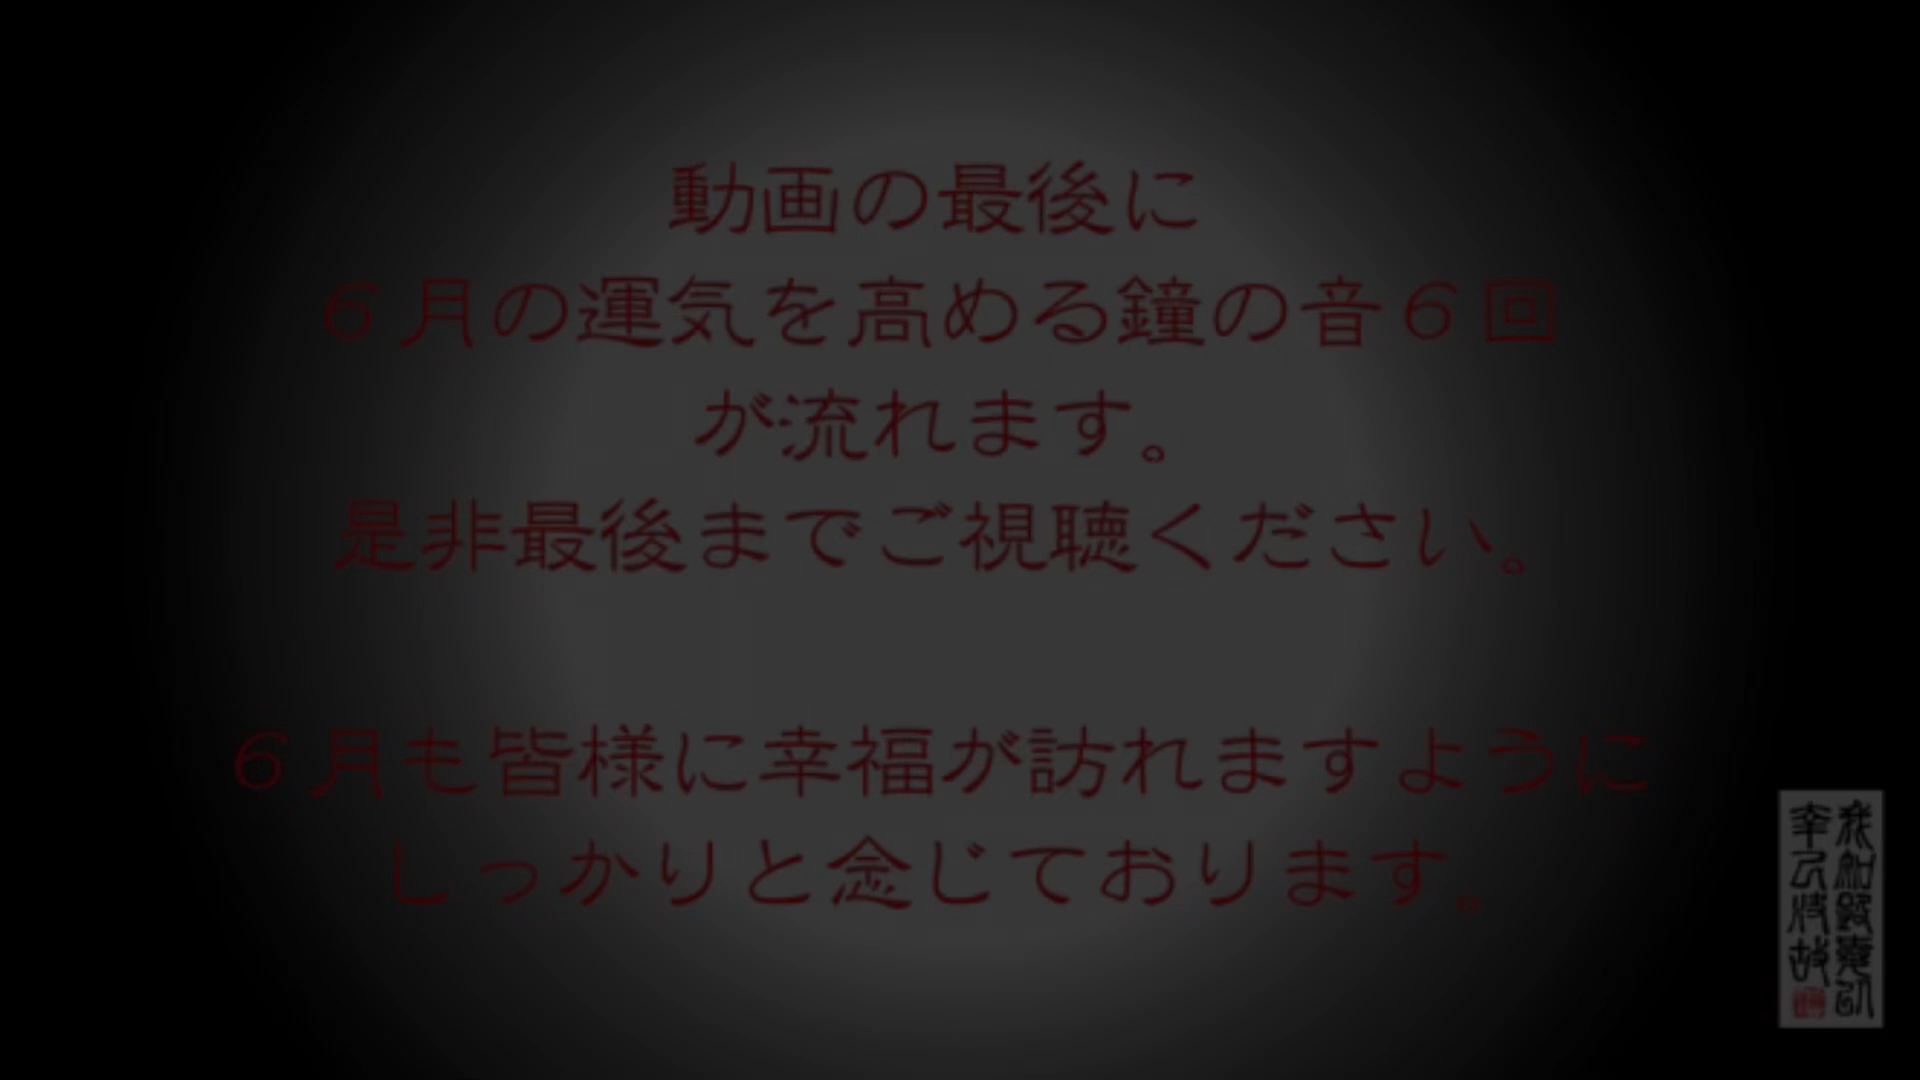 動画の最後に
６月の運気を高める鐘の音６回
が流れます。
是非最後までご視聴ください。
６月も皆様に幸福が訪れますように
しっかりと念じております。